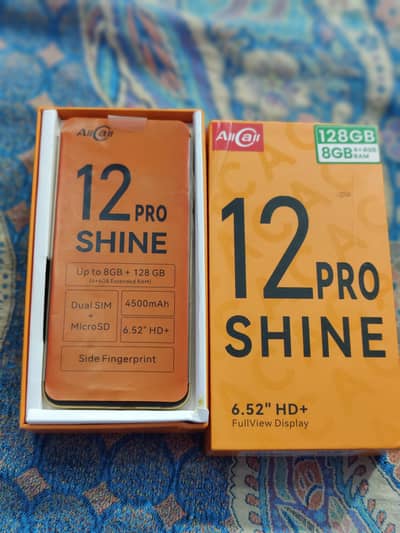 AllCall
12 PRO
SHINE
Up to 8GB + 128 GB
Dual SIM
+
MicroSD
4500mAh
6.52" HD+
Side Fingerprint
AllCall
128GB
8GB
RAM
12 PRO
SHINE
6.52" HD+
FullView Display